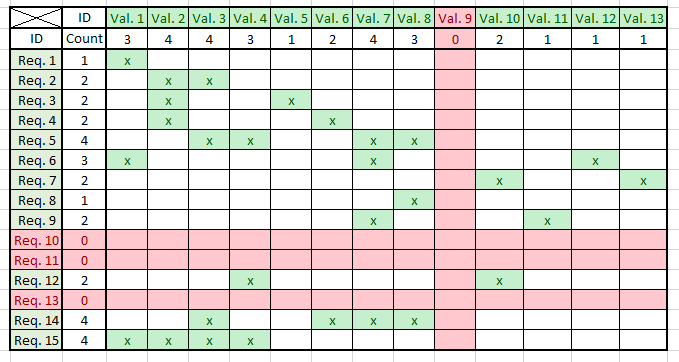 ID Val. 1 Val. 2 Val. 3 Val. 4 Val. 5 Val. 6 Val. 7 Val. 8 Val. 9 Val. 10 Val. 11 Val. 12 Val. 13
ID Count 3 4 4 3 1 2 4 3 0 2 1 1 1
Req. 1 1 x
Req. 2 2 x x
Req. 3 2 x x
Req. 4 2 x x
Req. 5 4 x x x x
Req. 6 3 x x x
Req. 7 2 x x
Req. 8 1 x
Req. 9 2 x x
Req. 10 0
Req. 11 0
Req. 12 2 x x
Req. 13 0
Req. 14 4 x x x x
Req. 15 4 x x x x